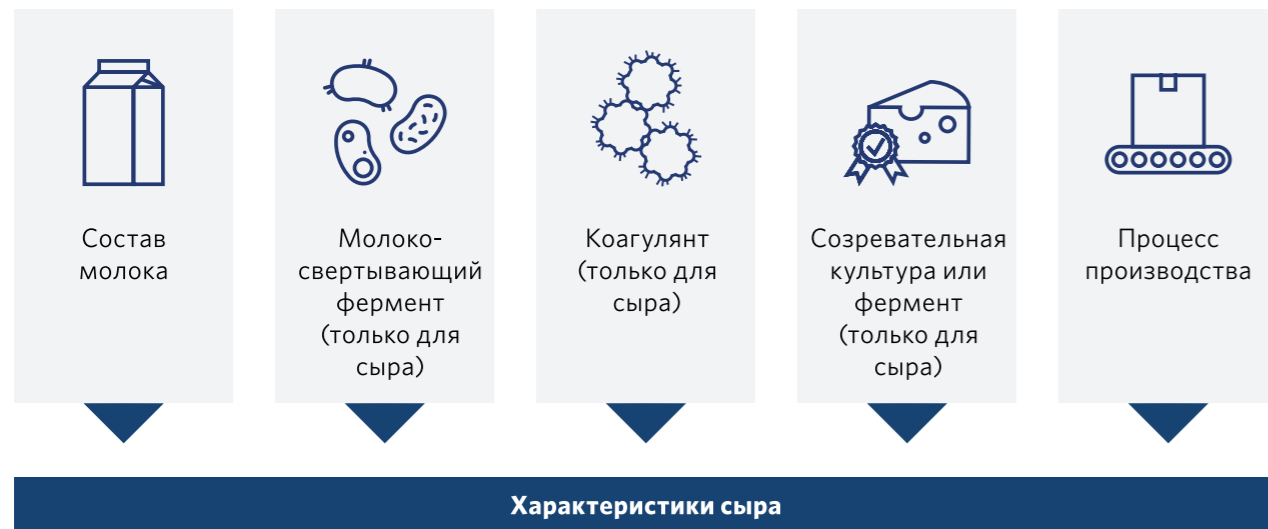 Состав
молока
Молоко-
свертывающий
фермент
(только для
сыра)
Коагулянт
(только для
сыра)
Созревательная
культура или
фермент
(только для
сыра)
Процесс
производства
Характеристики сыра